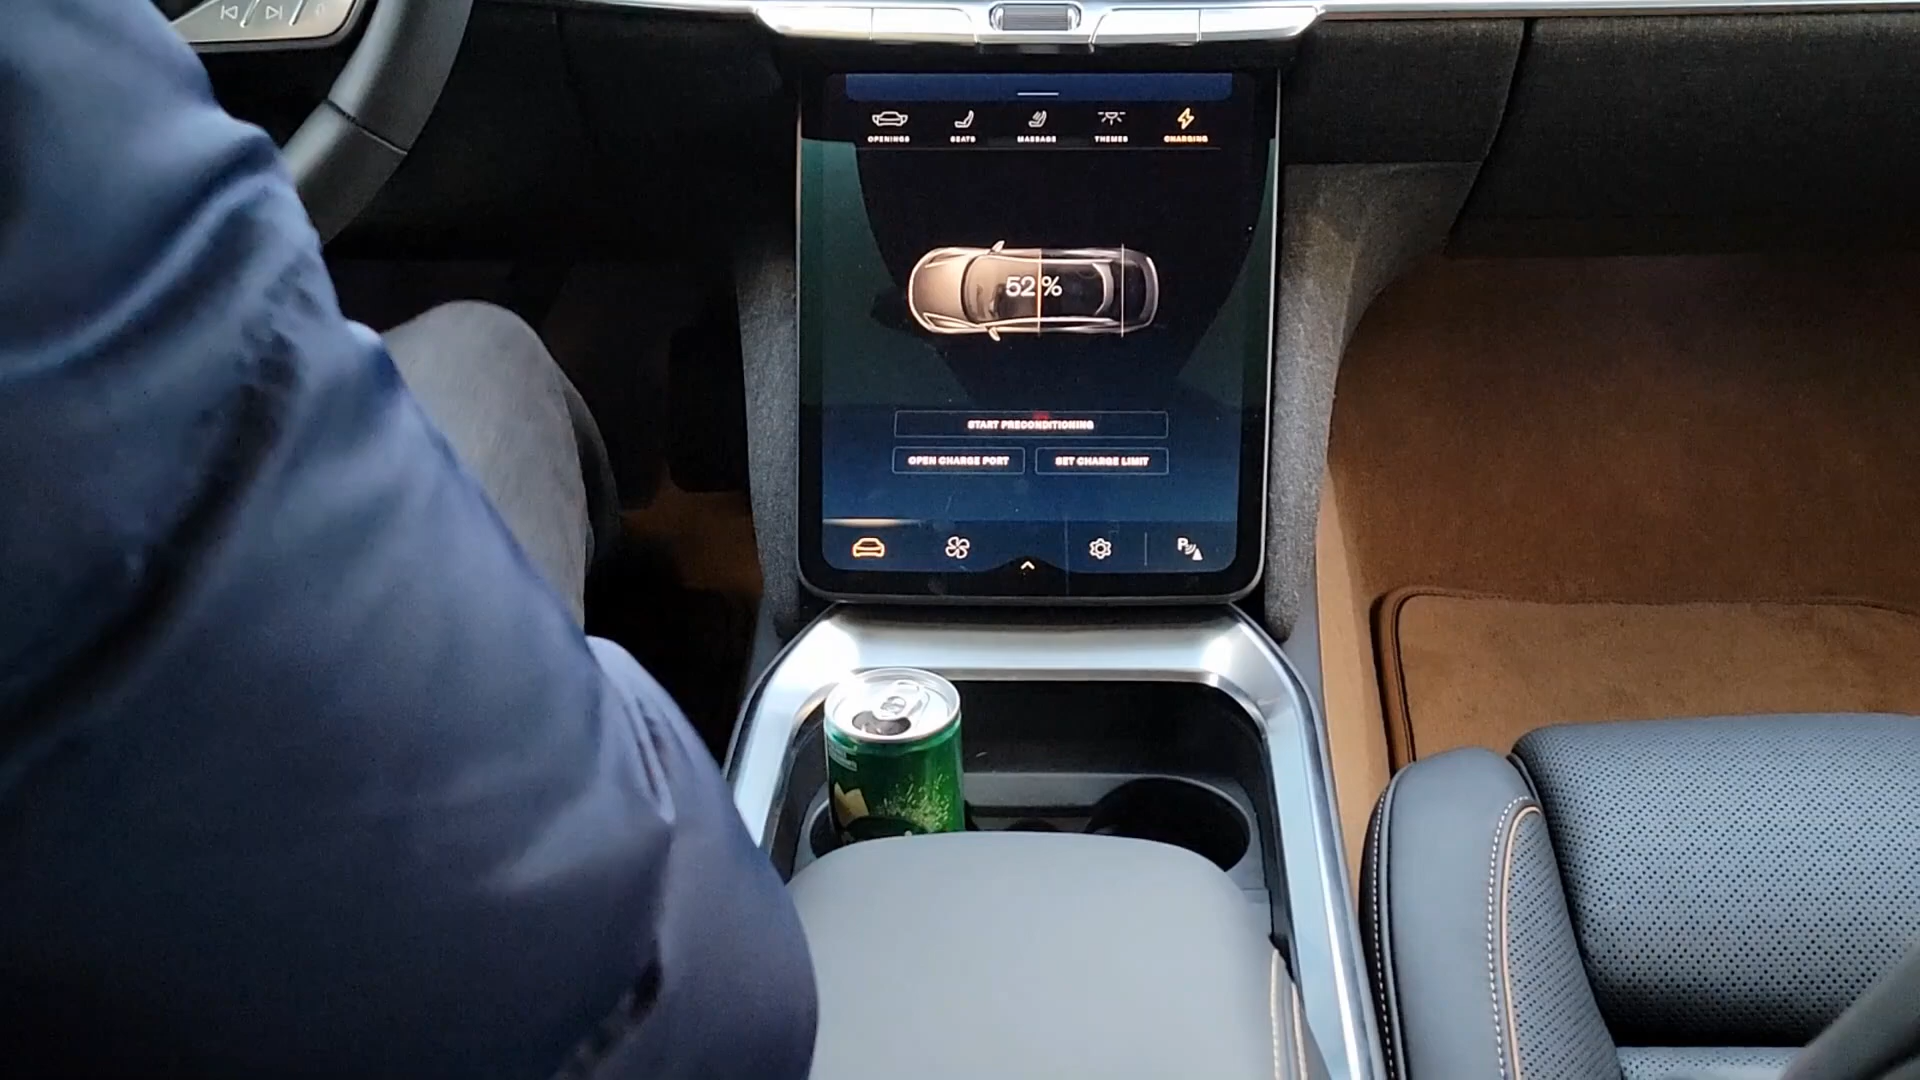 OPENINGS SEATS MASSAGE THEMES CHARGING
52%
START PRECONDITIONING
OPEN CHARGE PORT SET CHARGE LIMIT
P